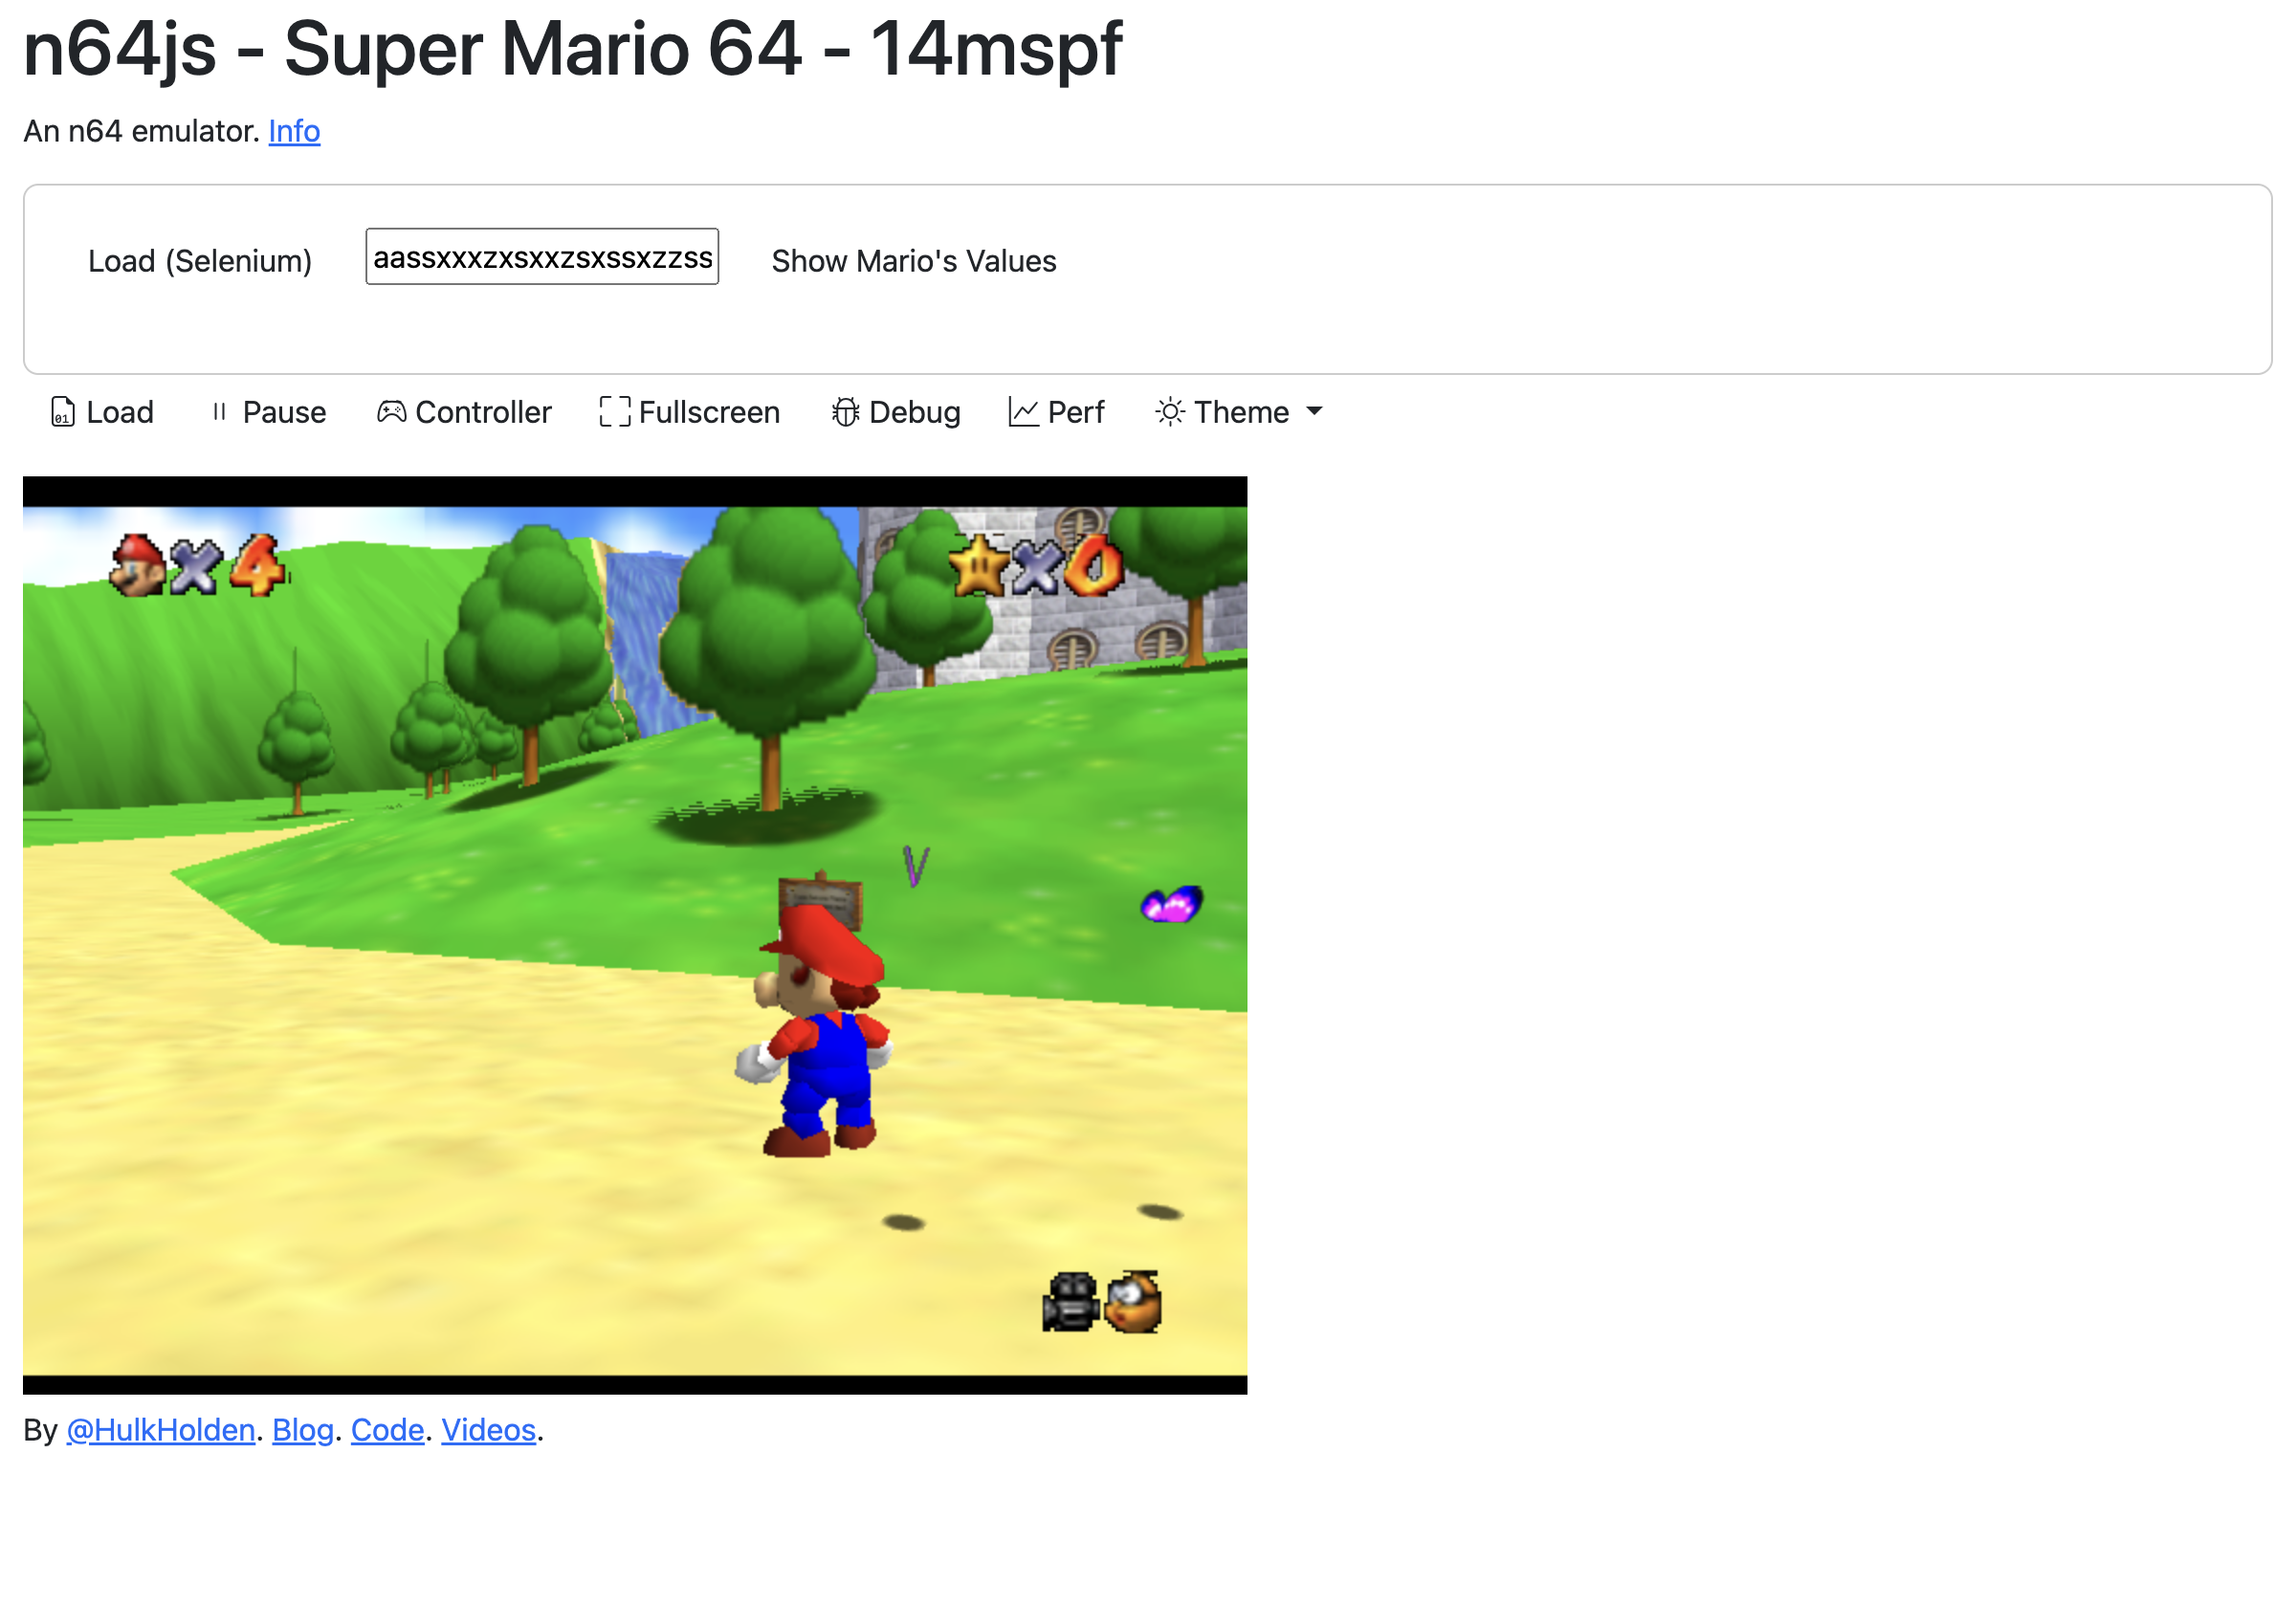 n64js - Super Mario 64 - 14mspf
An n64 emulator. Info
Load (Selenium) aassxxxzxsxxzsxssxzzss Show Mario's Values
Load Pause Controller Fullscreen Debug Perf Theme
×4 ×0
By @HulkHolden. Blog. Code. Videos.